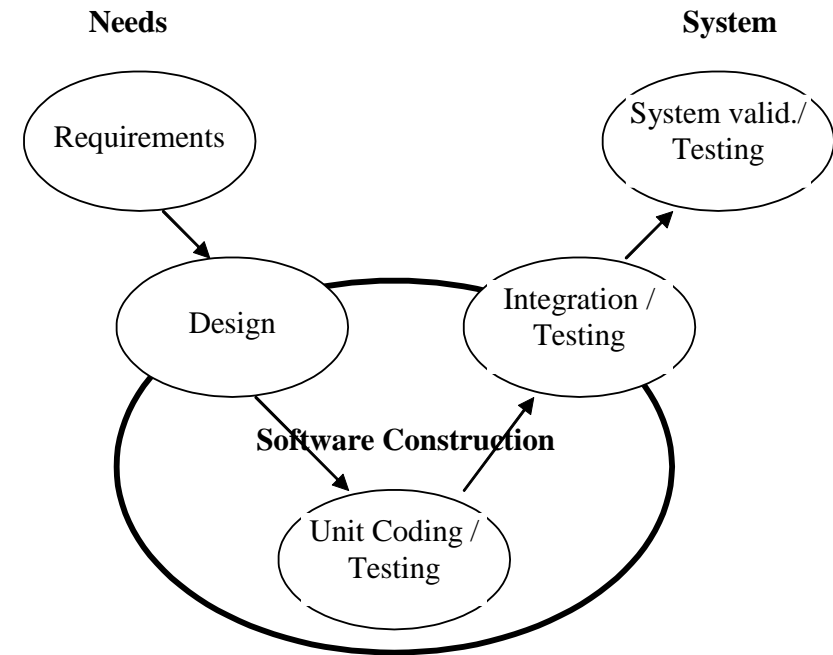 Needs
System
Requirements
System valid./
Testing
Design
Integration /
Testing
Software Construction
Unit Coding /
Testing